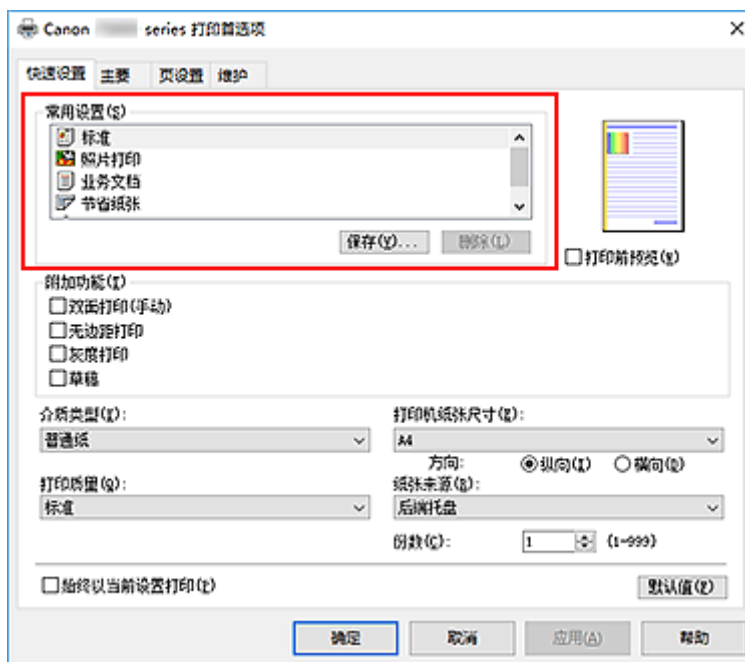 Canon series 打印首选项
快速设置 主要 页设置 维护
常用设置(S)
标准
照片打印
业务文档
节省纸张
保存(V)... 删除(L)
打印前预览(W)
附加功能(I)
双面打印(手动)
无边距打印
灰度打印
草稿
介质类型(Y): 打印机纸张尺寸(Z):
普通纸 A4
方向: 纵向(I) 横向(D)
打印质量(Q): 纸张来源(R):
标准 后端托盘
份数(C): 1 (1-999)
始终以当前设置打印(P) 默认值(F)
确定 取消 应用(A) 帮助